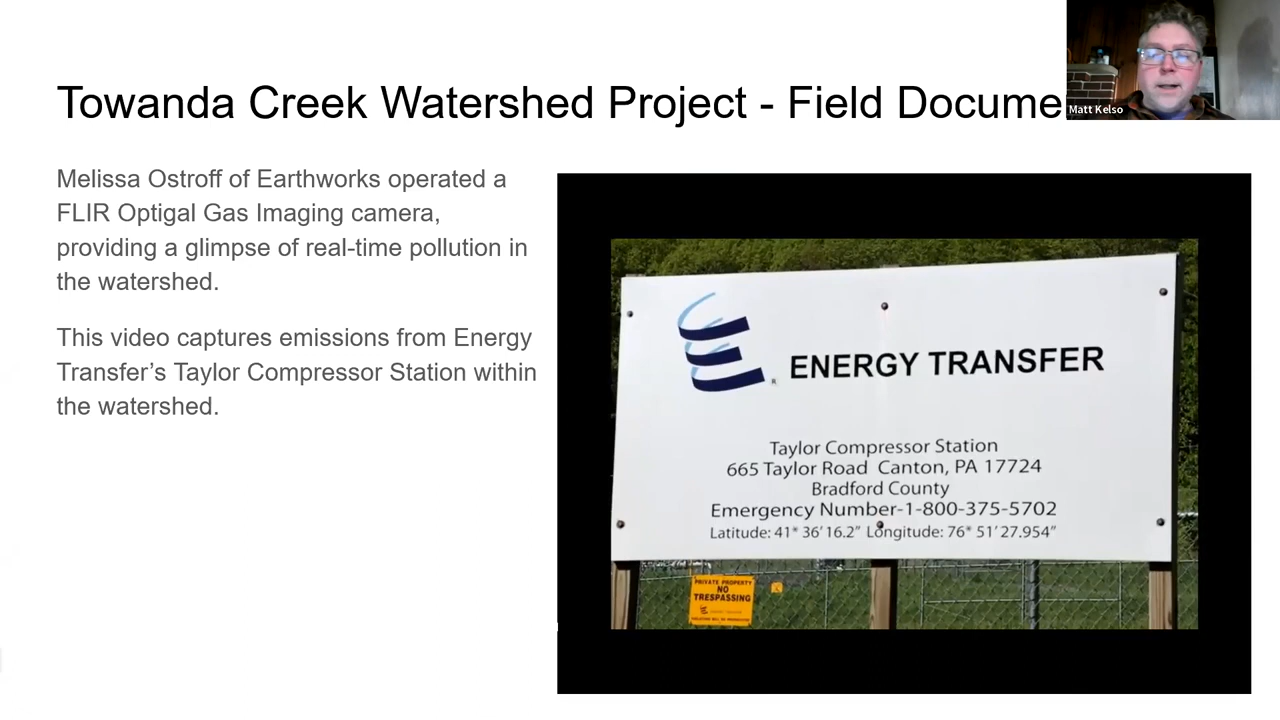 Towanda Creek Watershed Project - Field Docume
Matt Kelso
Melissa Ostroff of Earthworks operated a
FLIR Optigal Gas Imaging camera,
providing a glimpse of real-time pollution in
the watershed.
This video captures emissions from Energy
Transfer’s Taylor Compressor Station within
the watershed.
ENERGY TRANSFER
Taylor Compressor Station
665 Taylor Road Canton, PA 17724
Bradford County
Emergency Number-1-800-375-5702
Latitude: 41* 36' 16.2" Longitude: 76* 51' 27.954"
PRIVATE PROPERTY
NO
TRESPASSING